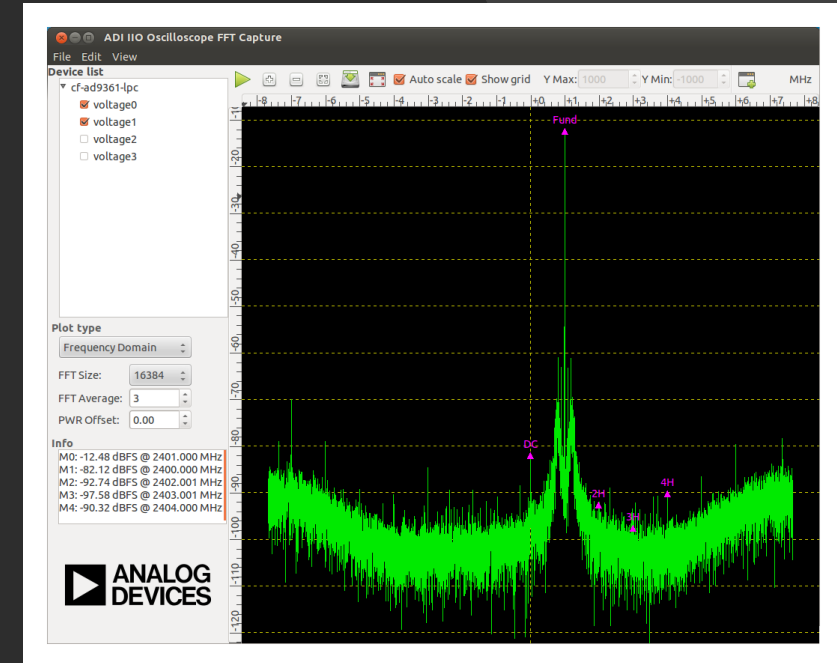 ADI IIO Oscilloscope FFT Capture
File Edit View
Device list
cf-ad9361-lpc
voltage0
voltage1
voltage2
voltage3
Auto scale Show grid Y Max: 1000 Y Min: -1000 MHz
-8 -7 -6 -5 -4 -3 -2 -1 +0 +1 +2 +3 +4 +5 +6 +7 +8
-20
-30
-40
-50
-60
-70
-80
-90
-100
-110
-120
Fund
DC
2H
3H
4H
Plot type
Frequency Domain
FFT Size: 16384
FFT Average: 3
PWR Offset: 0.00
Info
M0: -12.48 dBFS @ 2401.000 MHz
M1: -82.12 dBFS @ 2400.000 MHz
M2: -92.74 dBFS @ 2402.001 MHz
M3: -97.58 dBFS @ 2403.001 MHz
M4: -90.32 dBFS @ 2404.000 MHz
ANALOG
DEVICES